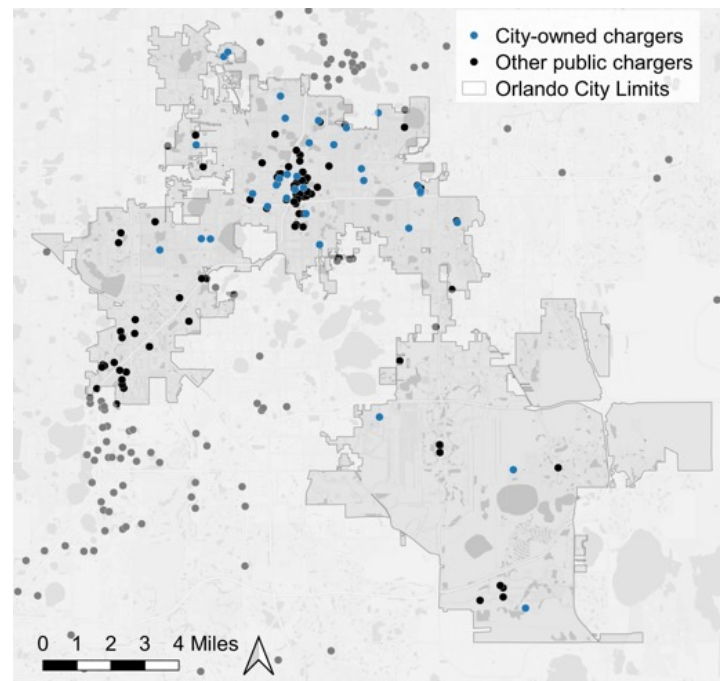 City-owned chargers
Other public chargers
Orlando City Limits
0 1 2 3 4 Miles